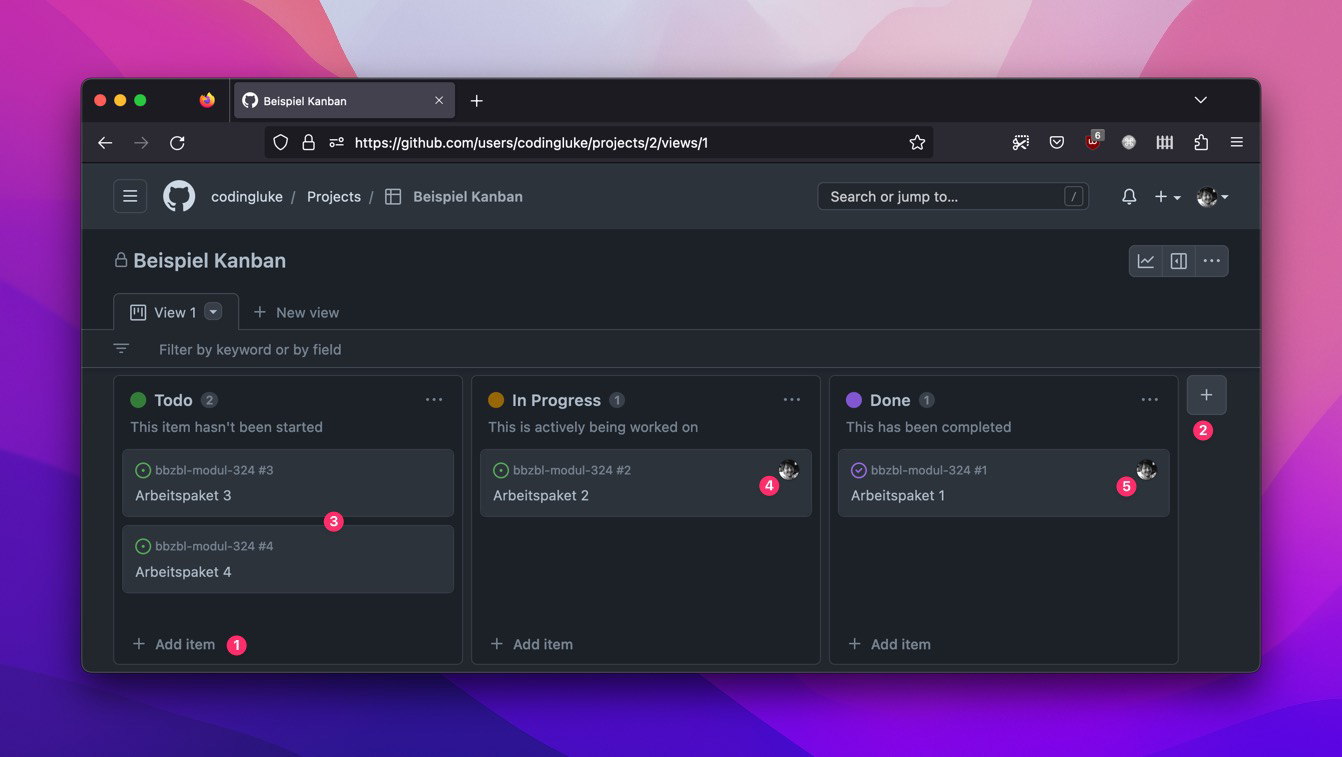 Beispiel Kanban
https://github.com/users/codingluke/projects/2/views/1
6
codingluke / Projects / Beispiel Kanban
Search or jump to... /
Beispiel Kanban
View 1
New view
Filter by keyword or by field
Todo 2
This item hasn't been started
bbzbl-modul-324 #3
Arbeitspaket 3
3
bbzbl-modul-324 #4
Arbeitspaket 4
+ Add item 1
In Progress 1
This is actively being worked on
bbzbl-modul-324 #2
4
Arbeitspaket 2
+ Add item
Done 1
This has been completed
bbzbl-modul-324 #1
5
Arbeitspaket 1
+ Add item
+
2